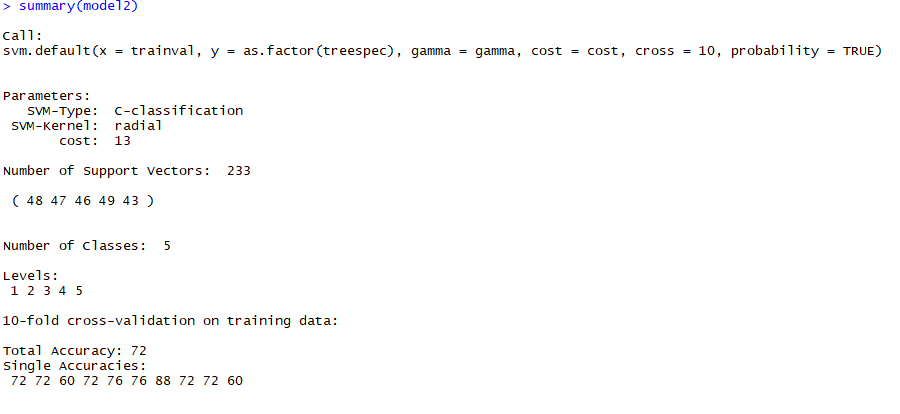 > summary(model2)
Call:
svm.default(x = trainval, y = as.factor(treespec), gamma = gamma, cost = cost, cross = 10, probability = TRUE)
Parameters:
SVM-Type: C-classification
SVM-Kernel: radial
cost: 13
Number of Support Vectors: 233
( 48 47 46 49 43 )
Number of Classes: 5
Levels:
1 2 3 4 5
10-fold cross-validation on training data:
Total Accuracy: 72
Single Accuracies:
72 72 60 72 76 76 88 72 72 60